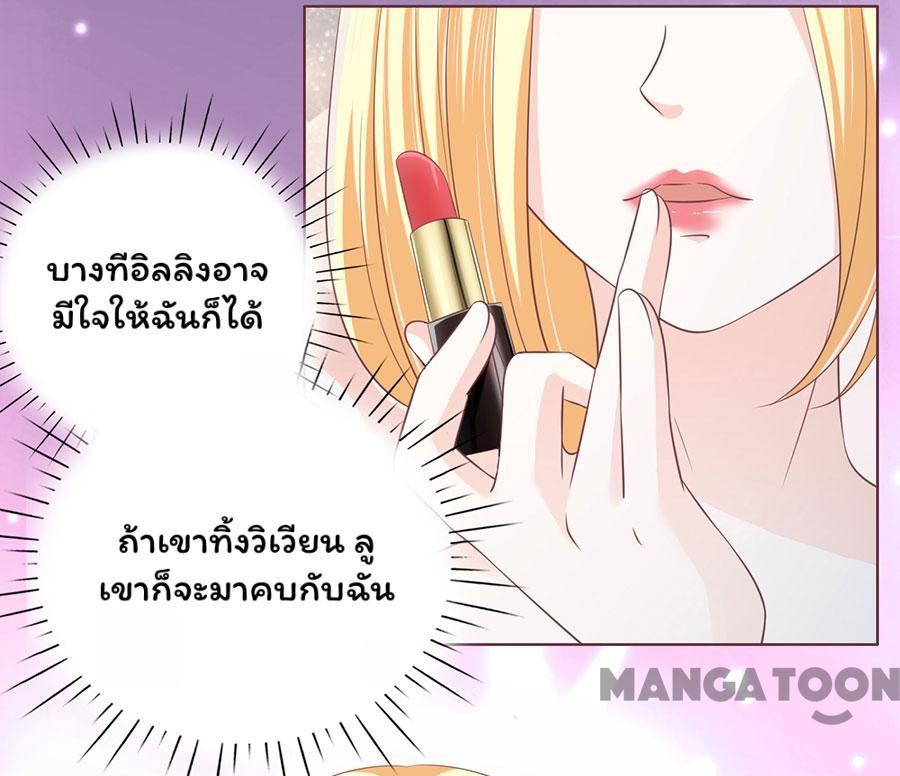 บางทีอิลลิงอาจ
มีใจให้ฉันก็ได้
ถ้าเขาทิ้งวิเวียน ลู
เขาก็จะมาคบกับฉัน
MANGATOON